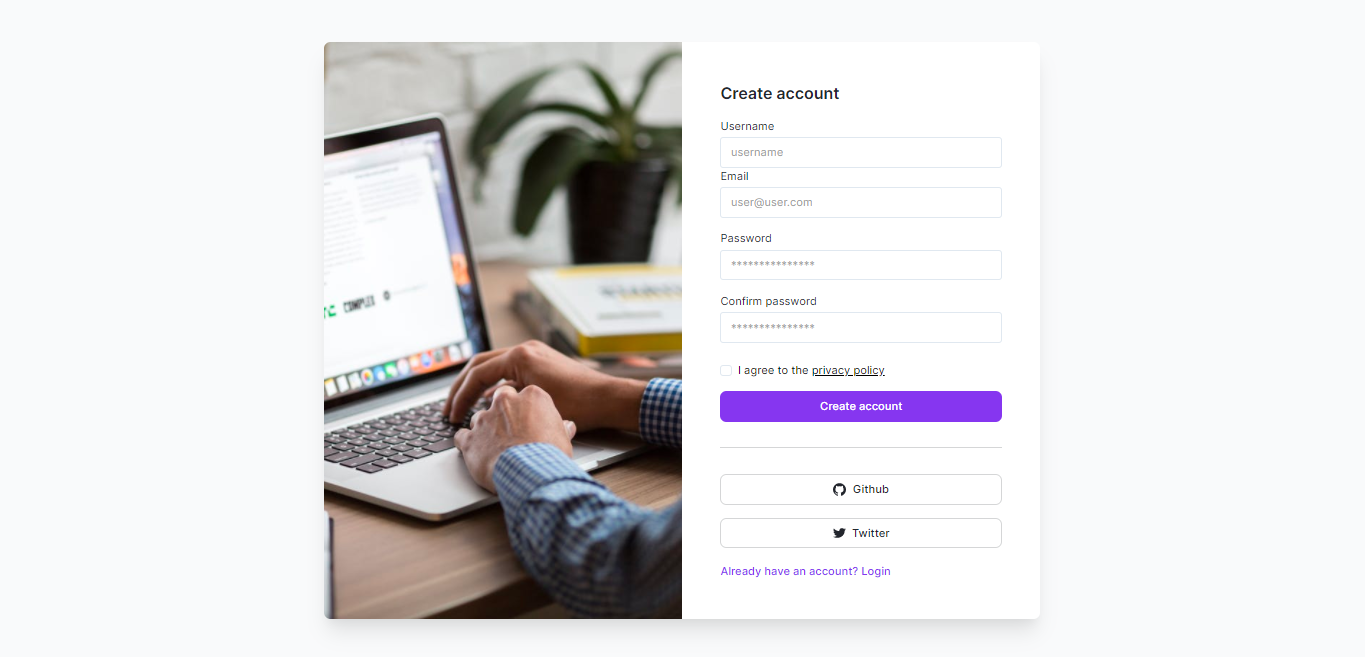 Create account
Username
username
Email
user@user.com
Password
***************
Confirm password
***************
I agree to the privacy policy
Create account
Github
Twitter
Already have an account? Login
COMPLEX